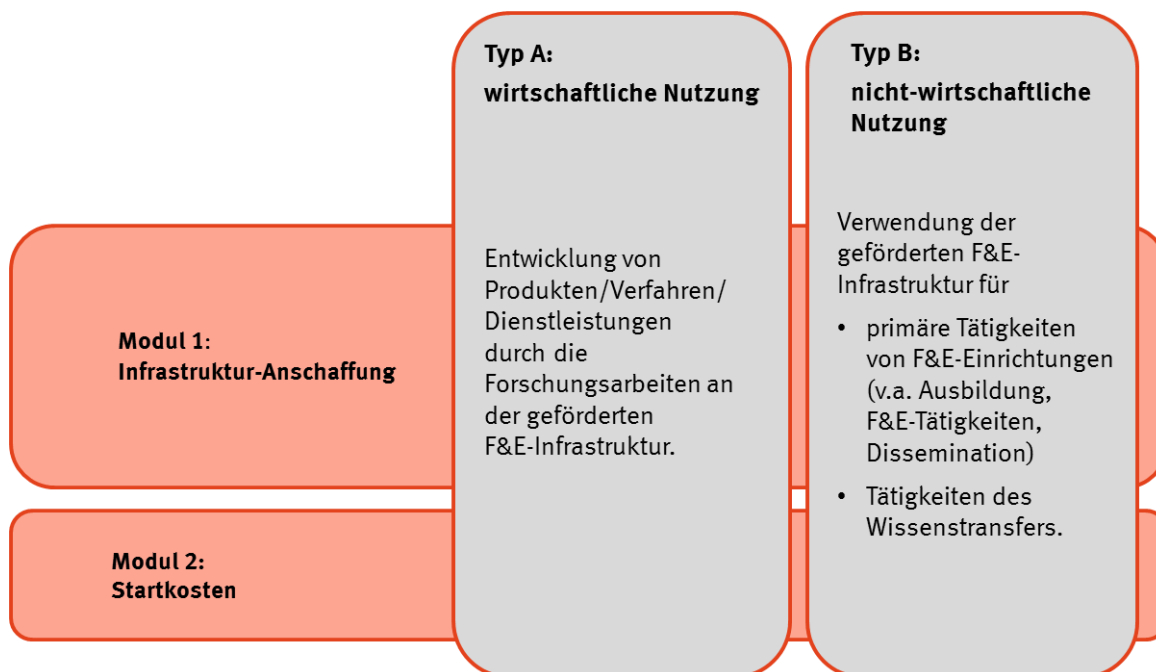 Typ A:
wirtschaftliche Nutzung
Typ B:
nicht-wirtschaftliche
Nutzung
Modul 1:
Infrastruktur-Anschaffung
Entwicklung von
Produkten/Verfahren/
Dienstleistungen
durch die
Forschungsarbeiten an
der geförderten
F&E-Infrastruktur.
Verwendung der
geförderten F&E-
Infrastruktur für
• primäre Tätigkeiten
von F&E-Einrichtungen
(v.a. Ausbildung,
F&E-Tätigkeiten,
Dissemination)
• Tätigkeiten des
Wissenstransfers.
Modul 2:
Startkosten